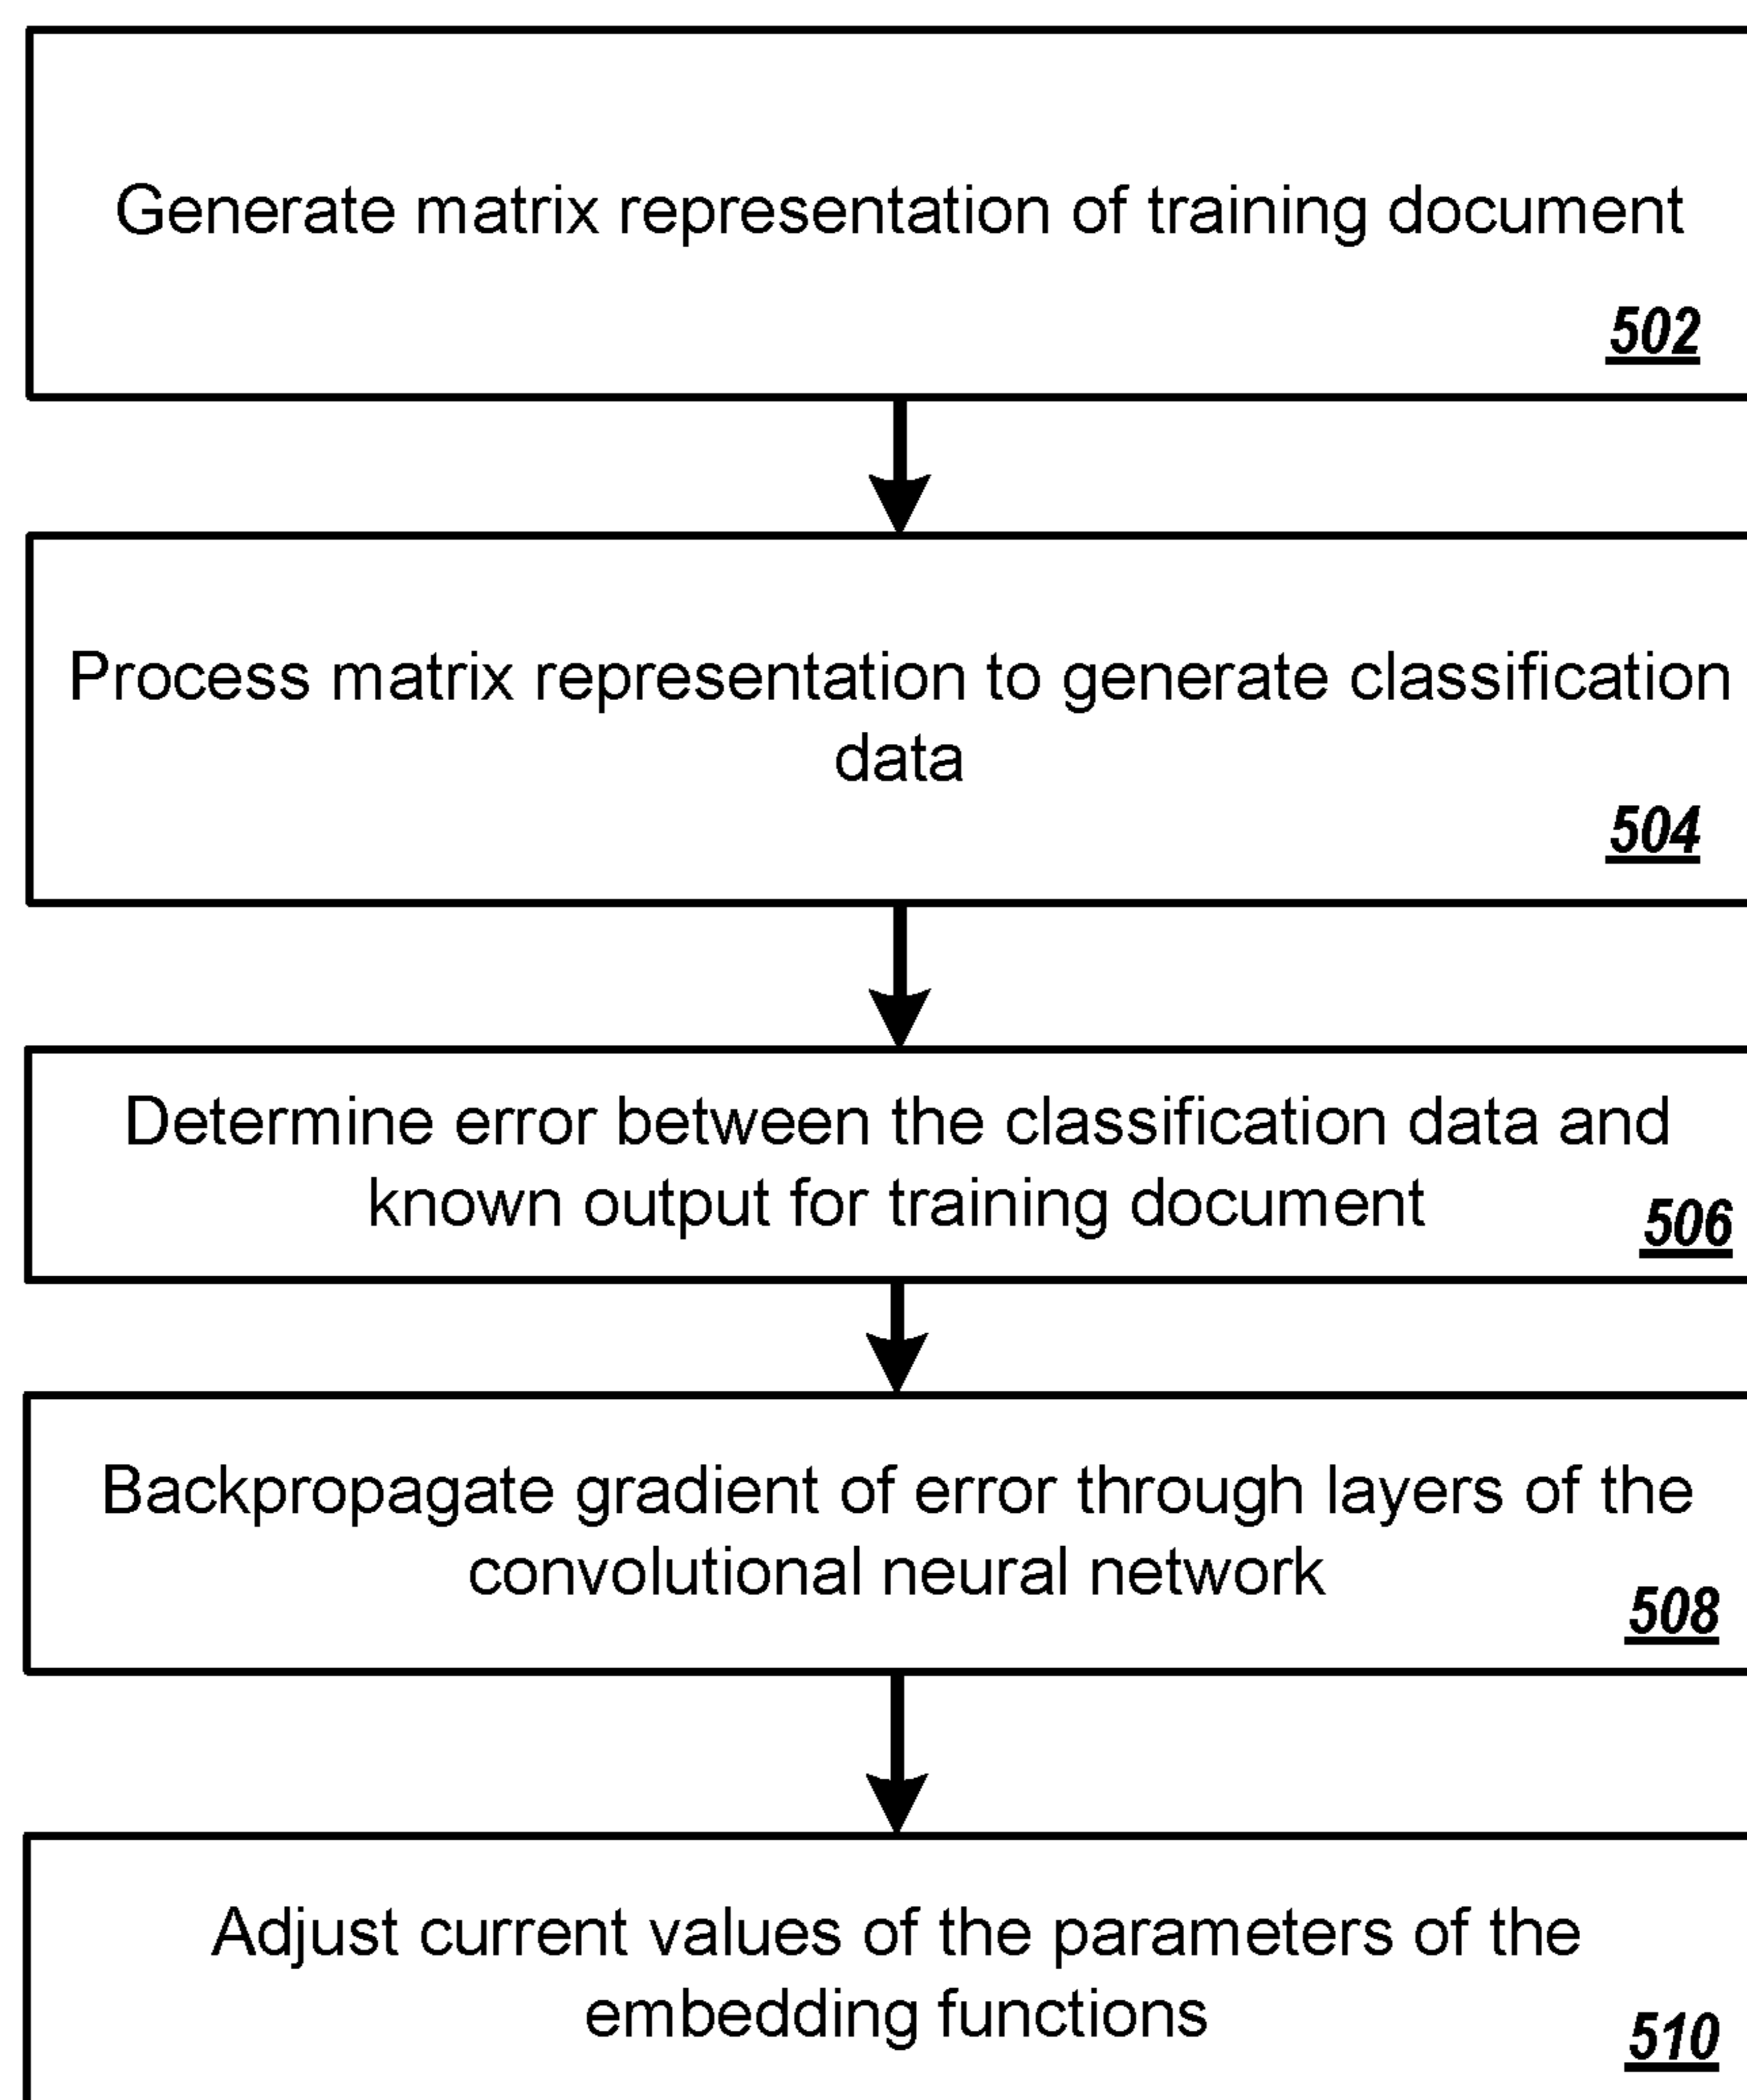 Generate matrix representation of training document
502
Process matrix representation to generate classification
data
504
Determine error between the classification data and
known output for training document
506
Backpropagate gradient of error through layers of the
convolutional neural network
508
Adjust current values of the parameters of the
embedding functions
510